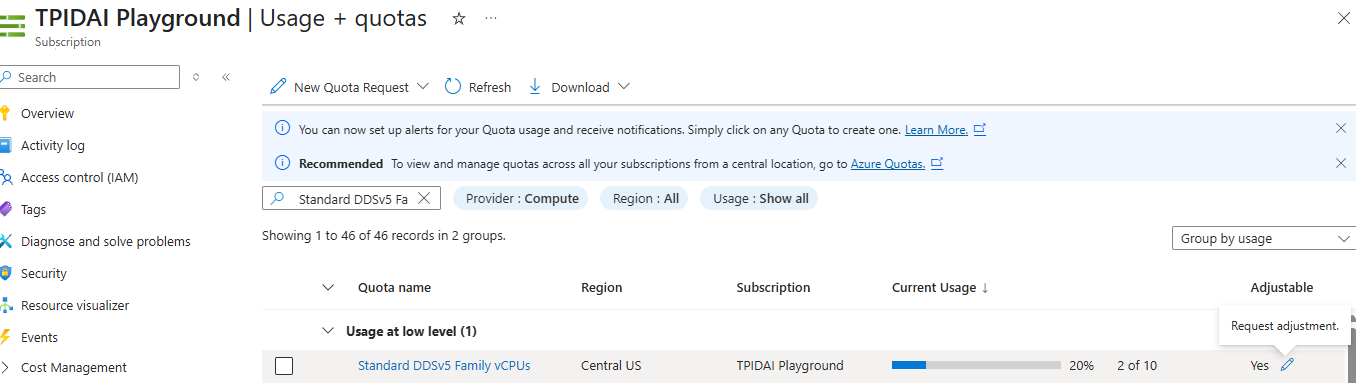 TPIDAI Playground | Usage + quotas
Subscription
Search
Overview
Activity log
Access control (IAM)
Tags
Diagnose and solve problems
Security
Resource visualizer
Events
Cost Management
New Quota Request
Refresh
Download
You can now set up alerts for your Quota usage and receive notifications. Simply click on any Quota to create one. Learn More.
Recommended To view and manage quotas across all your subscriptions from a central location, go to Azure Quotas.
Standard DDSv5 Fa
Provider : Compute
Region : All
Usage : Show all
Showing 1 to 46 of 46 records in 2 groups.
Group by usage
Quota name Region Subscription Current Usage ↓ Adjustable
Usage at low level (1)
Request adjustment.
Standard DDSv5 Family vCPUs Central US TPIDAI Playground 20% 2 of 10 Yes